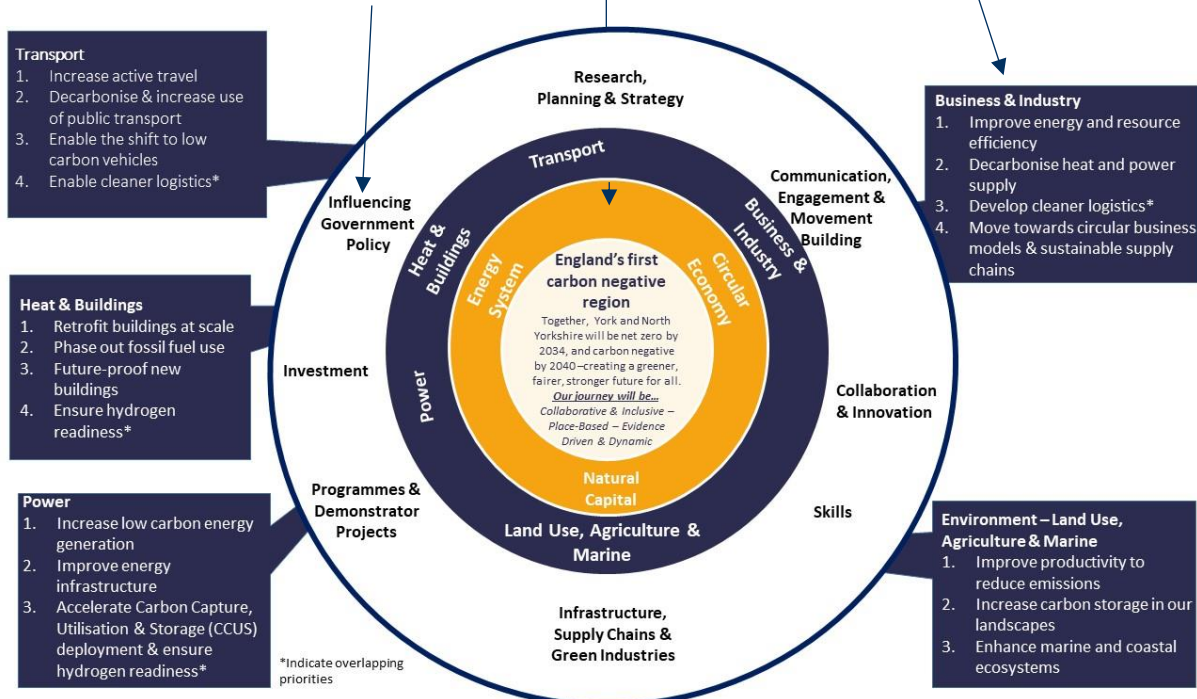 Transport
1. Increase active travel
2. Decarbonise & increase use
of public transport
3. Enable the shift to low
carbon vehicles
4. Enable cleaner logistics*
Heat & Buildings
1. Retrofit buildings at scale
2. Phase out fossil fuel use
3. Future-proof new
buildings
4. Ensure hydrogen
readiness*
Power
1. Increase low carbon energy
generation
2. Improve energy
infrastructure
3. Accelerate Carbon Capture,
Utilisation & Storage (CCUS)
deployment & ensure
hydrogen readiness*
*Indicate overlapping
priorities
Research,
Planning & Strategy
Communication,
Engagement &
Movement
Building
Collaboration
& Innovation
Skills
Infrastructure,
Supply Chains &
Green Industries
Programmes &
Demonstrator
Projects
Investment
Influencing
Government
Policy
Transport
Business &
Industry
Land Use, Agriculture &
Marine
Power
Heat &
Buildings
Energy
System
Circular
Economy
Natural
Capital
England's first
carbon negative
region
Together, York and North
Yorkshire will be net zero by
2034, and carbon negative
by 2040 –creating a greener,
fairer, stronger future for all.
Our journey will be...
Collaborative & Inclusive –
Place-Based – Evidence
Driven & Dynamic
Business & Industry
1. Improve energy and resource
efficiency
2. Decarbonise heat and power
supply
3. Develop cleaner logistics*
4. Move towards circular business
models & sustainable supply
chains
Environment – Land Use,
Agriculture & Marine
1. Improve productivity to
reduce emissions
2. Increase carbon storage in our
landscapes
3. Enhance marine and coastal
ecosystems